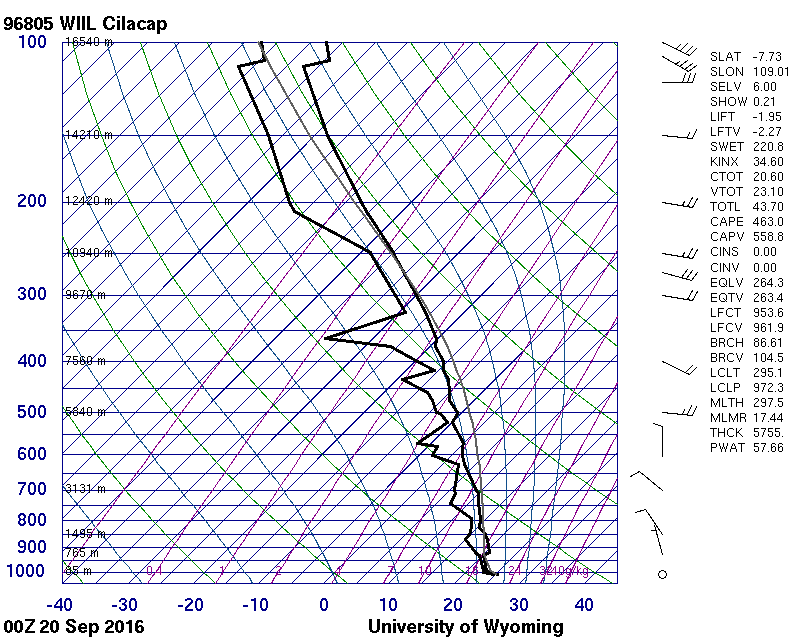 96805 WIIL Cilacap
100 16540 m
14210 m
200 12420 m
10940 m
300 9670 m
400 7560 m
500 5840 m
600
700 3131 m
800
1495 m
900
765 m
1000 85 m 0.4 1 2 4 7 10 16 24 32 40g/kg
-40 -30 -20 -10 0 10 20 30 40
00Z 20 Sep 2016 University of Wyoming
SLAT -7.73
SLON 109.01
SELV 6.00
SHOW 0.21
LIFT -1.95
LFTV -2.27
SWET 220.8
KINX 34.60
CTOT 20.60
VTOT 23.10
TOTL 43.70
CAPE 463.0
CAPV 558.8
CINS 0.00
CINV 0.00
EQLV 264.3
EQTV 263.4
LFCT 953.6
LFCV 961.9
BRCH 86.61
BRCV 104.5
LCLT 295.1
LCLP 972.3
MLTH 297.5
MLMR 17.44
THCK 5755.
PWAT 57.66